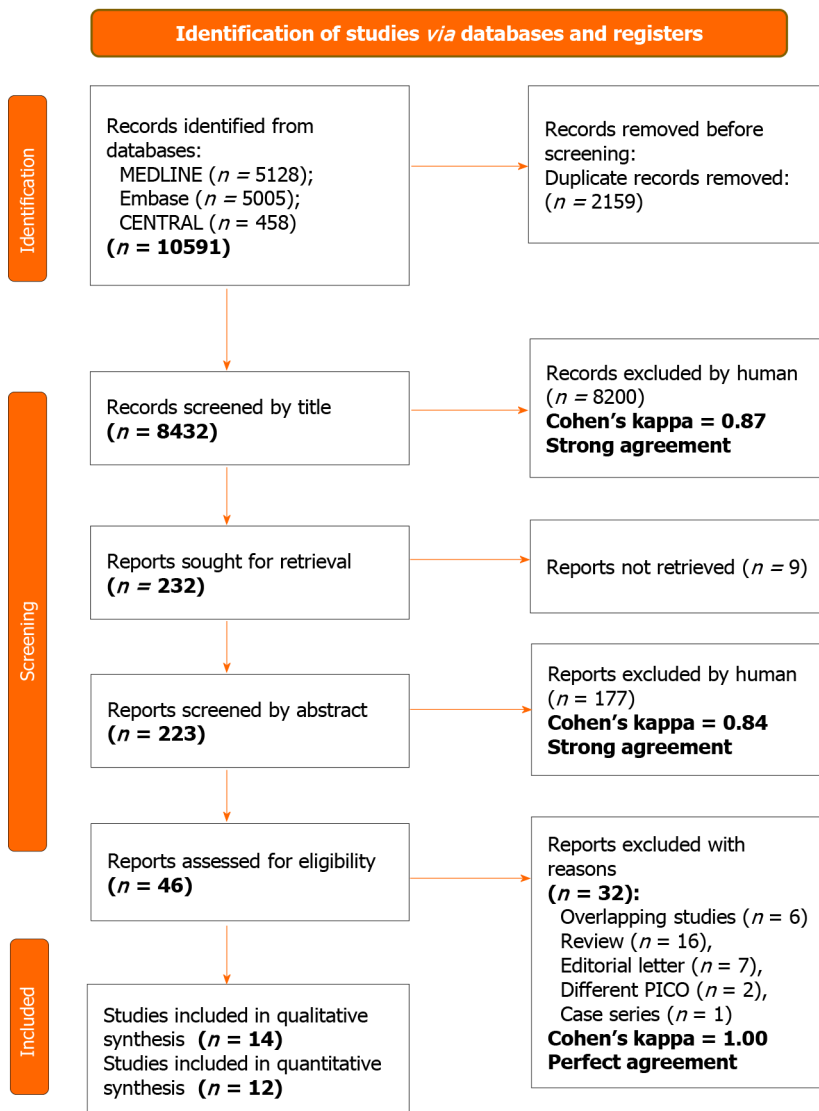 Identification of studies via databases and registers
Identification
Records identified from
databases:
MEDLINE (n = 5128);
Embase (n = 5005);
CENTRAL (n = 458)
(n = 10591)
Records removed before
screening:
Duplicate records removed:
(n = 2159)
Screening
Records screened by title
(n = 8432)
Records excluded by human
(n = 8200)
Cohen's kappa = 0.87
Strong agreement
Reports sought for retrieval
(n = 232)
Reports not retrieved (n = 9)
Reports screened by abstract
(n = 223)
Reports excluded by human
(n = 177)
Cohen's kappa = 0.84
Strong agreement
Reports assessed for eligibility
(n = 46)
Reports excluded with
reasons
(n = 32):
Overlapping studies (n = 6)
Review (n = 16),
Editorial letter (n = 7),
Different PICO (n = 2),
Case series (n = 1)
Cohen's kappa = 1.00
Perfect agreement
Included
Studies included in qualitative
synthesis (n = 14)
Studies included in quantitative
synthesis (n = 12)